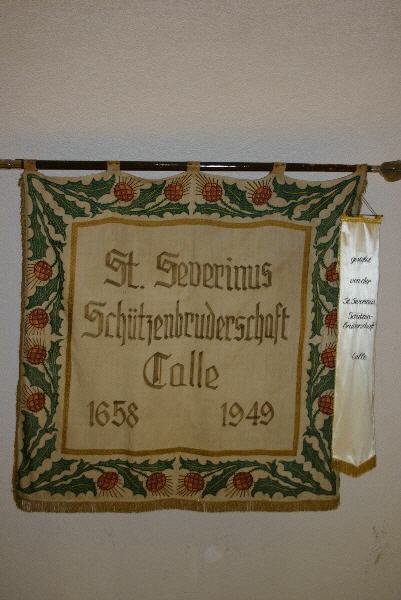 St. Severinus
Schützenbruderschaft
Calle
1658 1949
gestiftet
von der
St. Severinus
Schützen-
bruderschaft
Calle